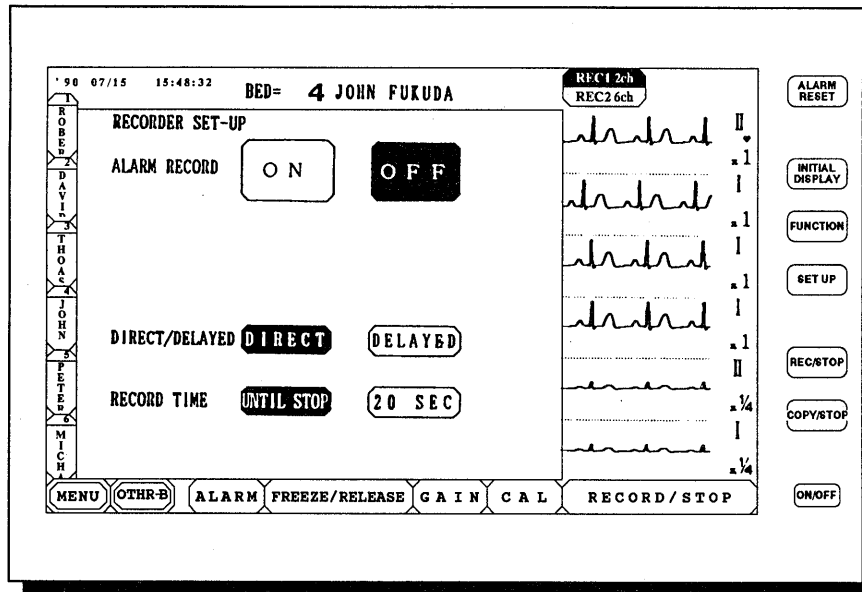 '90 07/15 15:48:32 BED= 4 JOHN FUKUDA
REC1 2ch
REC2 6ch
1
ROBER
2
DAVID
3
THOAS
4
JOHN
5
PETER
6
MICHA
RECORDER SET-UP
ALARM RECORD ON OFF
DIRECT/DELAYED DIRECT DELAYED
RECORD TIME UNTIL STOP 20 SEC
II
x1
I
x1
I
x1
I
x1
II
x¼
I
x¼
MENU OTHR-B ALARM FREEZE/RELEASE GAIN CAL RECORD/STOP
ALARM
RESET
INITIAL
DISPLAY
FUNCTION
SET UP
REC/STOP
COPY/STOP
ON/OFF